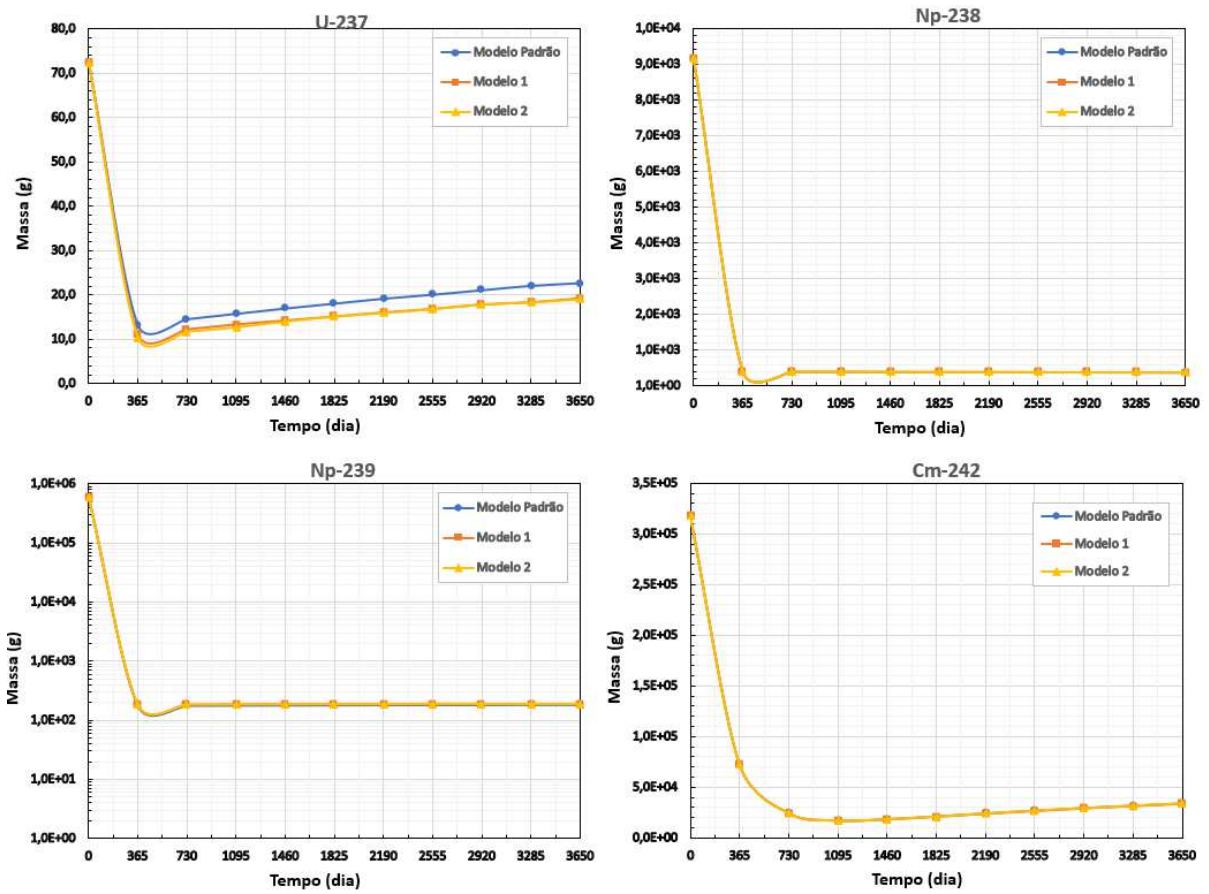 U-237
80,0
70,0
60,0
50,0
40,0
30,0
20,0
10,0
0,0
Massa (g)
Modelo Padrão
Modelo 1
Modelo 2
0 365 730 1095 1460 1825 2190 2555 2920 3285 3650
Tempo (dia)
Np-238
1,0E+04
9,0E+03
8,0E+03
7,0E+03
6,0E+03
5,0E+03
4,0E+03
3,0E+03
2,0E+03
1,0E+03
1,0E+00
Massa (g)
Modelo Padrão
Modelo 1
Modelo 2
0 365 730 1095 1460 1825 2190 2555 2920 3285 3650
Tempo (dia)
Np-239
1,0E+06
1,0E+05
1,0E+04
1,0E+03
1,0E+02
1,0E+01
1,0E+00
Massa (g)
Modelo Padrão
Modelo 1
Modelo 2
0 365 730 1095 1460 1825 2190 2555 2920 3285 3650
Tempo (dia)
Cm-242
3,5E+05
3,0E+05
2,5E+05
2,0E+05
1,5E+05
1,0E+05
5,0E+04
0,0E+00
Massa (g)
Modelo Padrão
Modelo 1
Modelo 2
0 365 730 1095 1460 1825 2190 2555 2920 3285 3650
Tempo (dia)